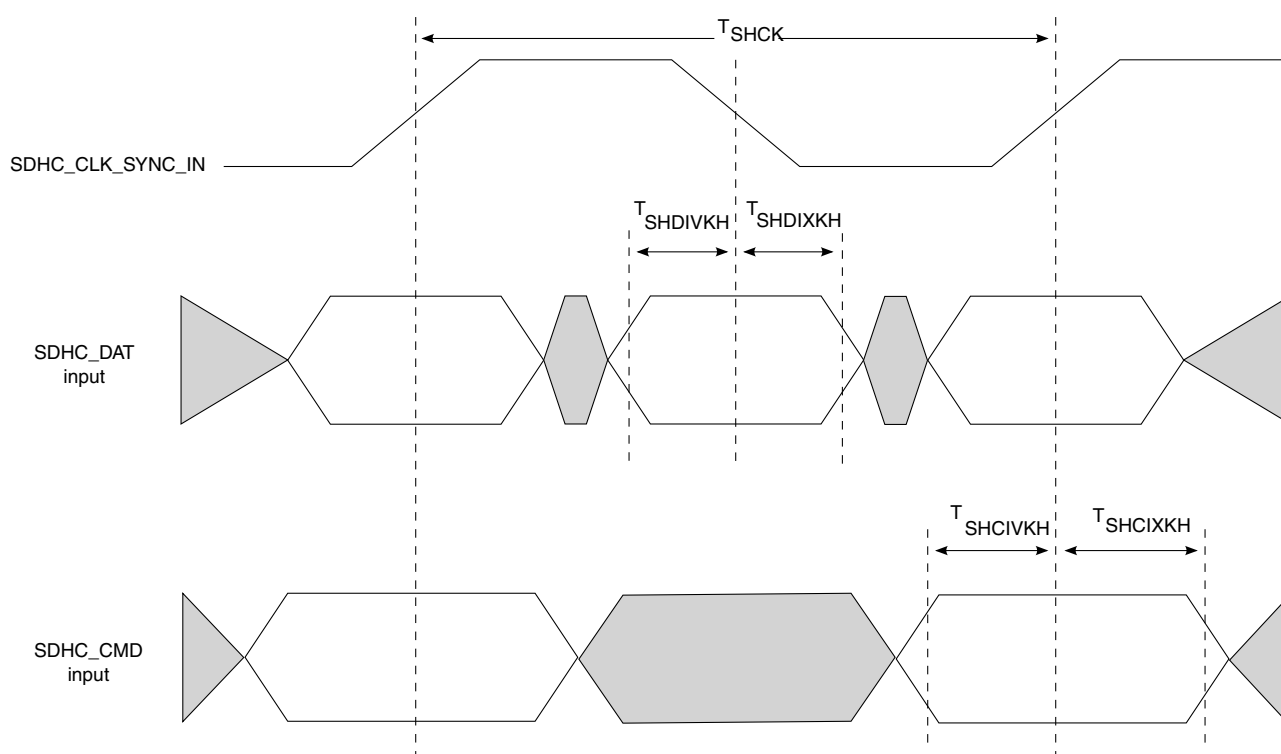 TSHCK
SDHC_CLK_SYNC_IN
TSHDIVKH
TSHDIXKH
SDHC_DAT
input
TSHCIVKH
TSHCIXKH
SDHC_CMD
input